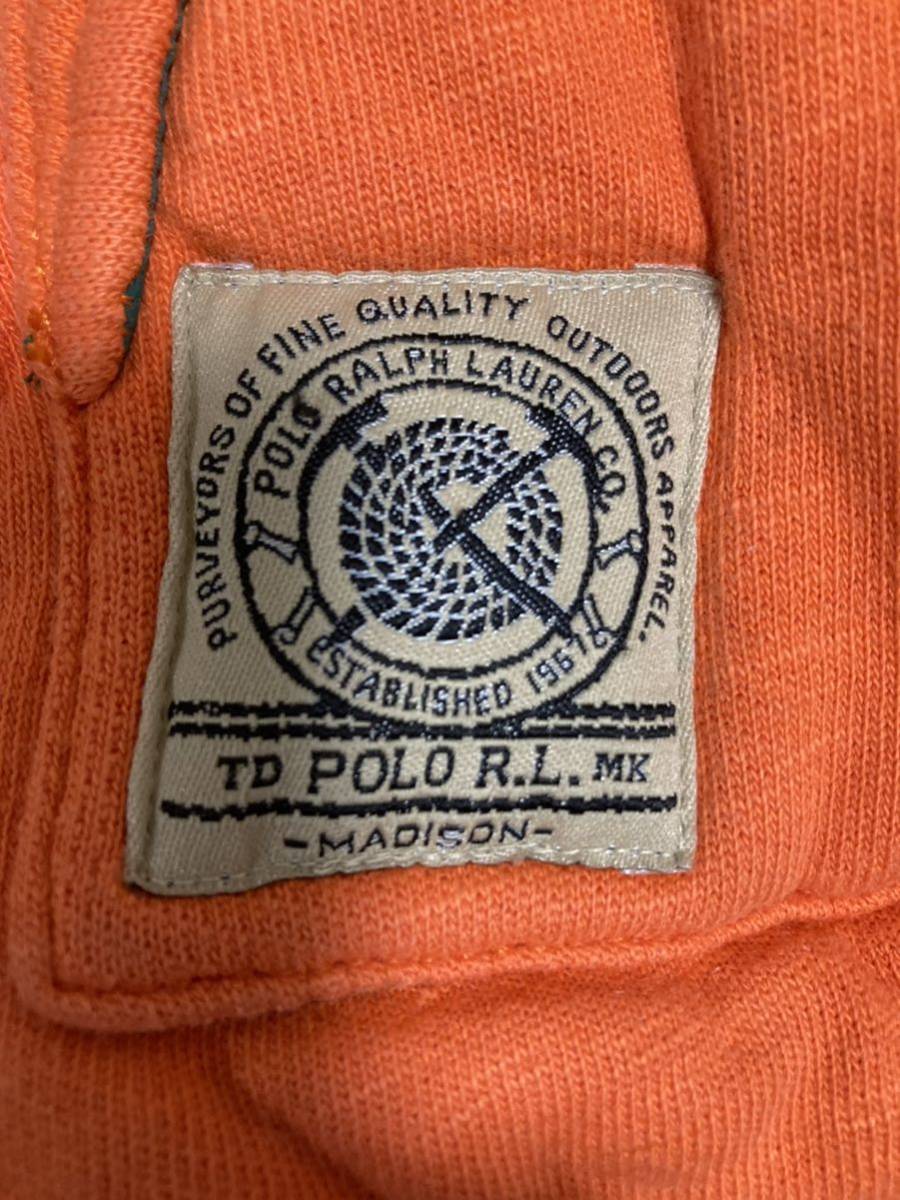 PURVEYORS OF FINE QUALITY OUTDOORS APPAREL.
POLO RALPH LAUREN CO.
ESTABLISHED 1967
TD POLO R.L. MK
-MADISON-